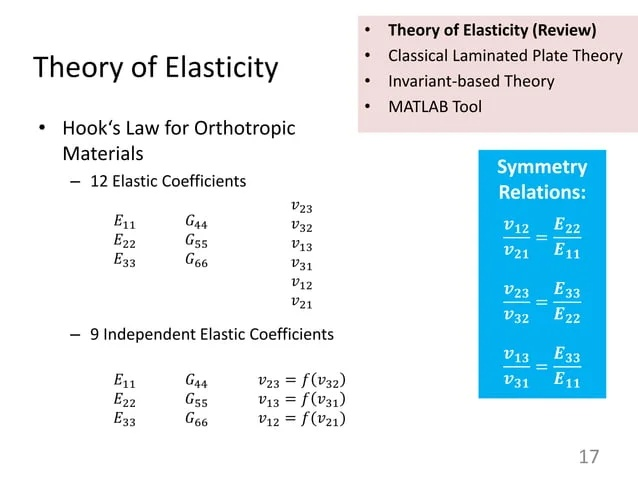 Theory of Elasticity
• Theory of Elasticity (Review)
• Classical Laminated Plate Theory
• Invariant-based Theory
• MATLAB Tool
• Hook‘s Law for Orthotropic
Materials
– 12 Elastic Coefficients
E₁₁ G₄₄ v₂₃
E₂₂ G₅₅ v₃₂
E₃₃ G₆₆ v₁₃
v₃₁
v₁₂
v₂₁
– 9 Independent Elastic Coefficients
E₁₁ G₄₄ v₂₃ = f(v₃₂)
E₂₂ G₅₅ v₁₃ = f(v₃₁)
E₃₃ G₆₆ v₁₂ = f(v₂₁)
Symmetry
Relations:
v₁₂/v₂₁ = E₂₂/E₁₁
v₂₃/v₃₂ = E₃₃/E₂₂
v₁₃/v₃₁ = E₃₃/E₁₁
17